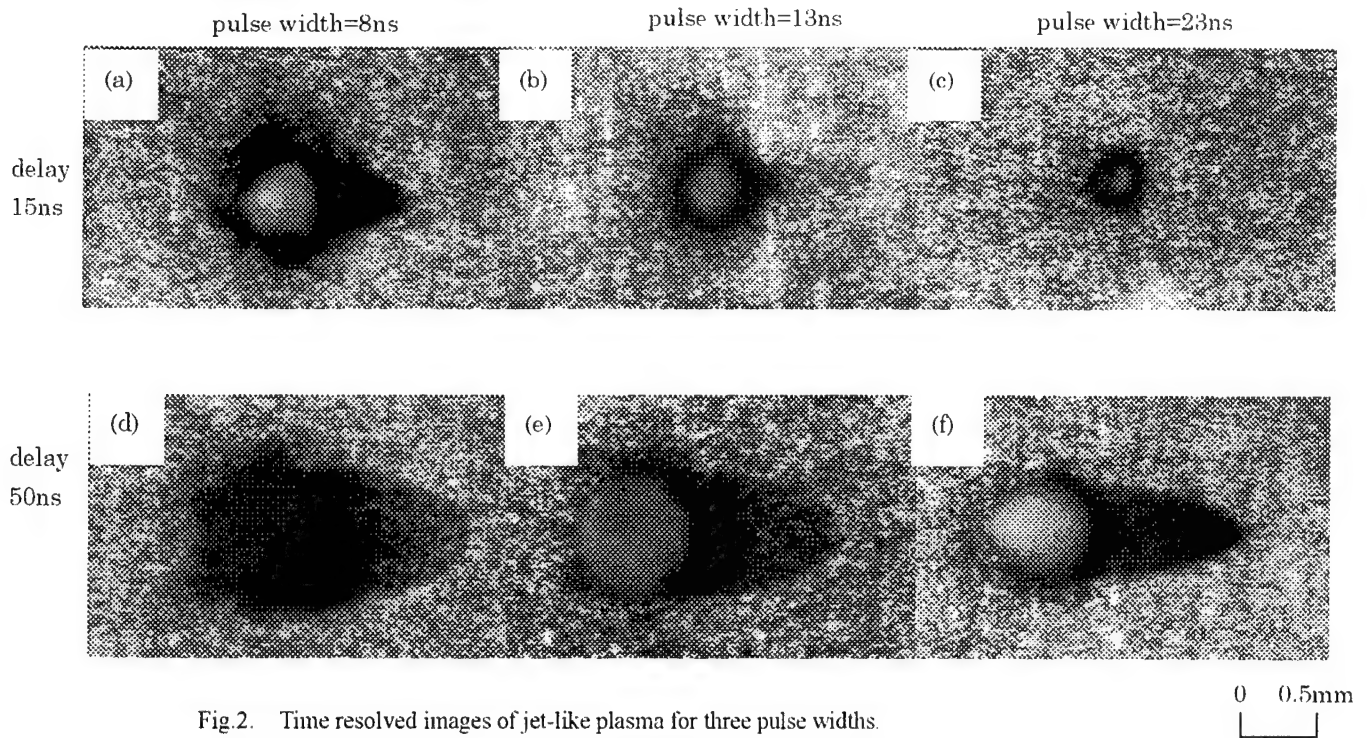 pulse width=8ns
pulse width=13ns
pulse width=23ns
(a)
(b)
(c)
delay
15ns
(d)
(e)
(f)
delay
50ns
0 0.5mm
Fig.2. Time resolved images of jet-like plasma for three pulse widths.